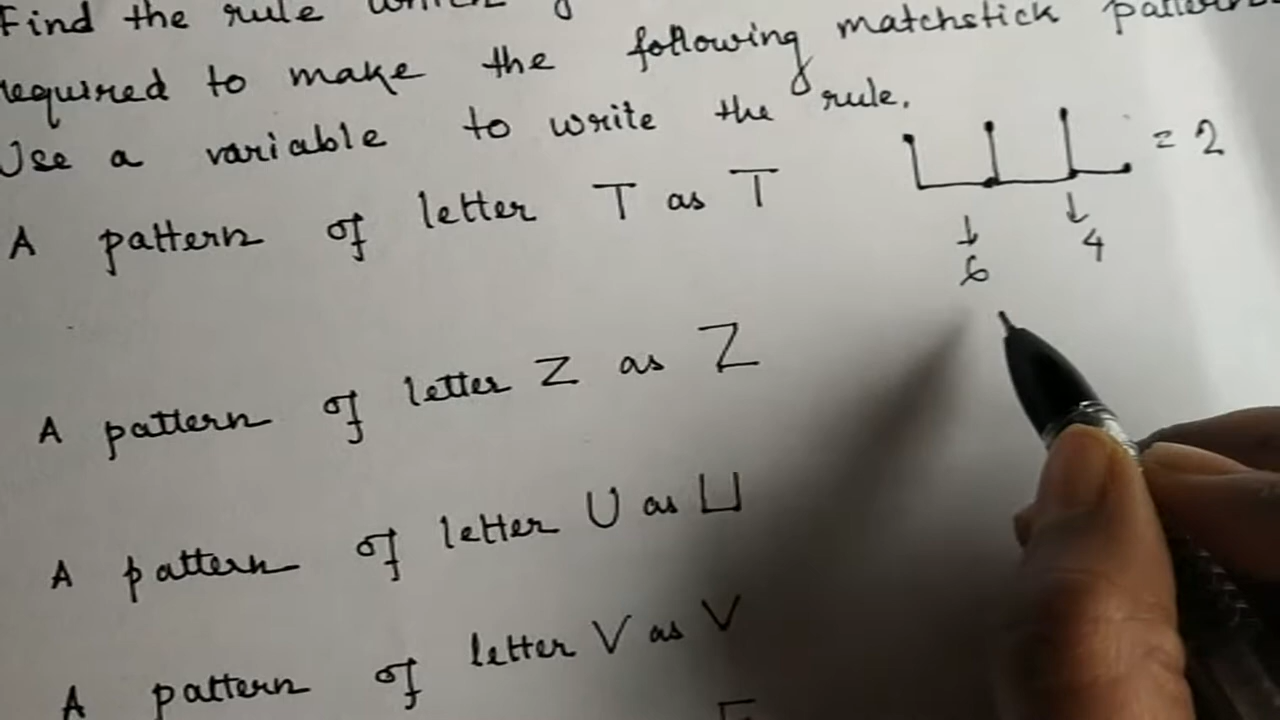 Find the rule which
required to make the following matchstick
Use a variable to write the rule.
= 2
A pattern of letter T as T
4
6
A pattern of letter Z as Z
A pattern of letter U as U
A pattern of letter V as V